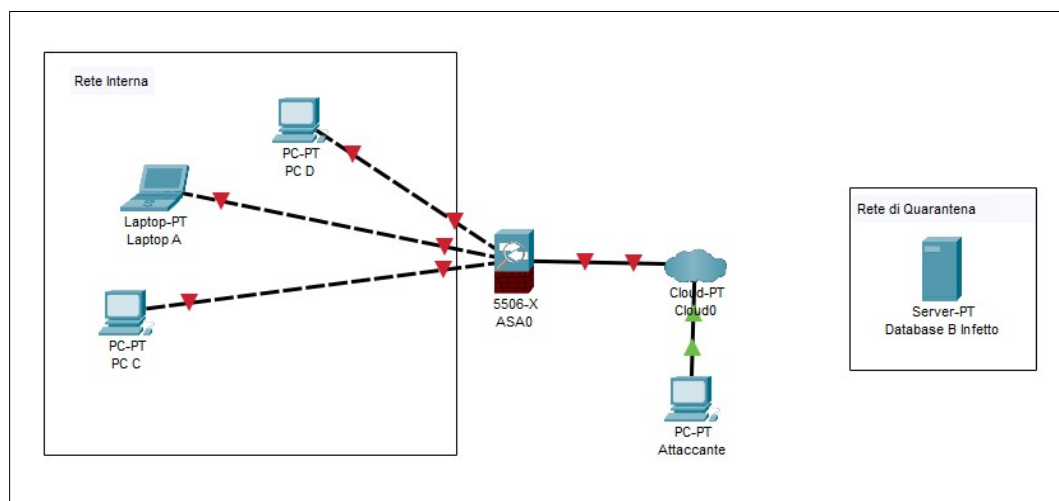 Rete Interna
PC-PT
PC D
Laptop-PT
Laptop A
PC-PT
PC C
5506-X
ASA0
Cloud-PT
Cloud0
PC-PT
Attaccante
Rete di Quarantena
Server-PT
Database B Infetto